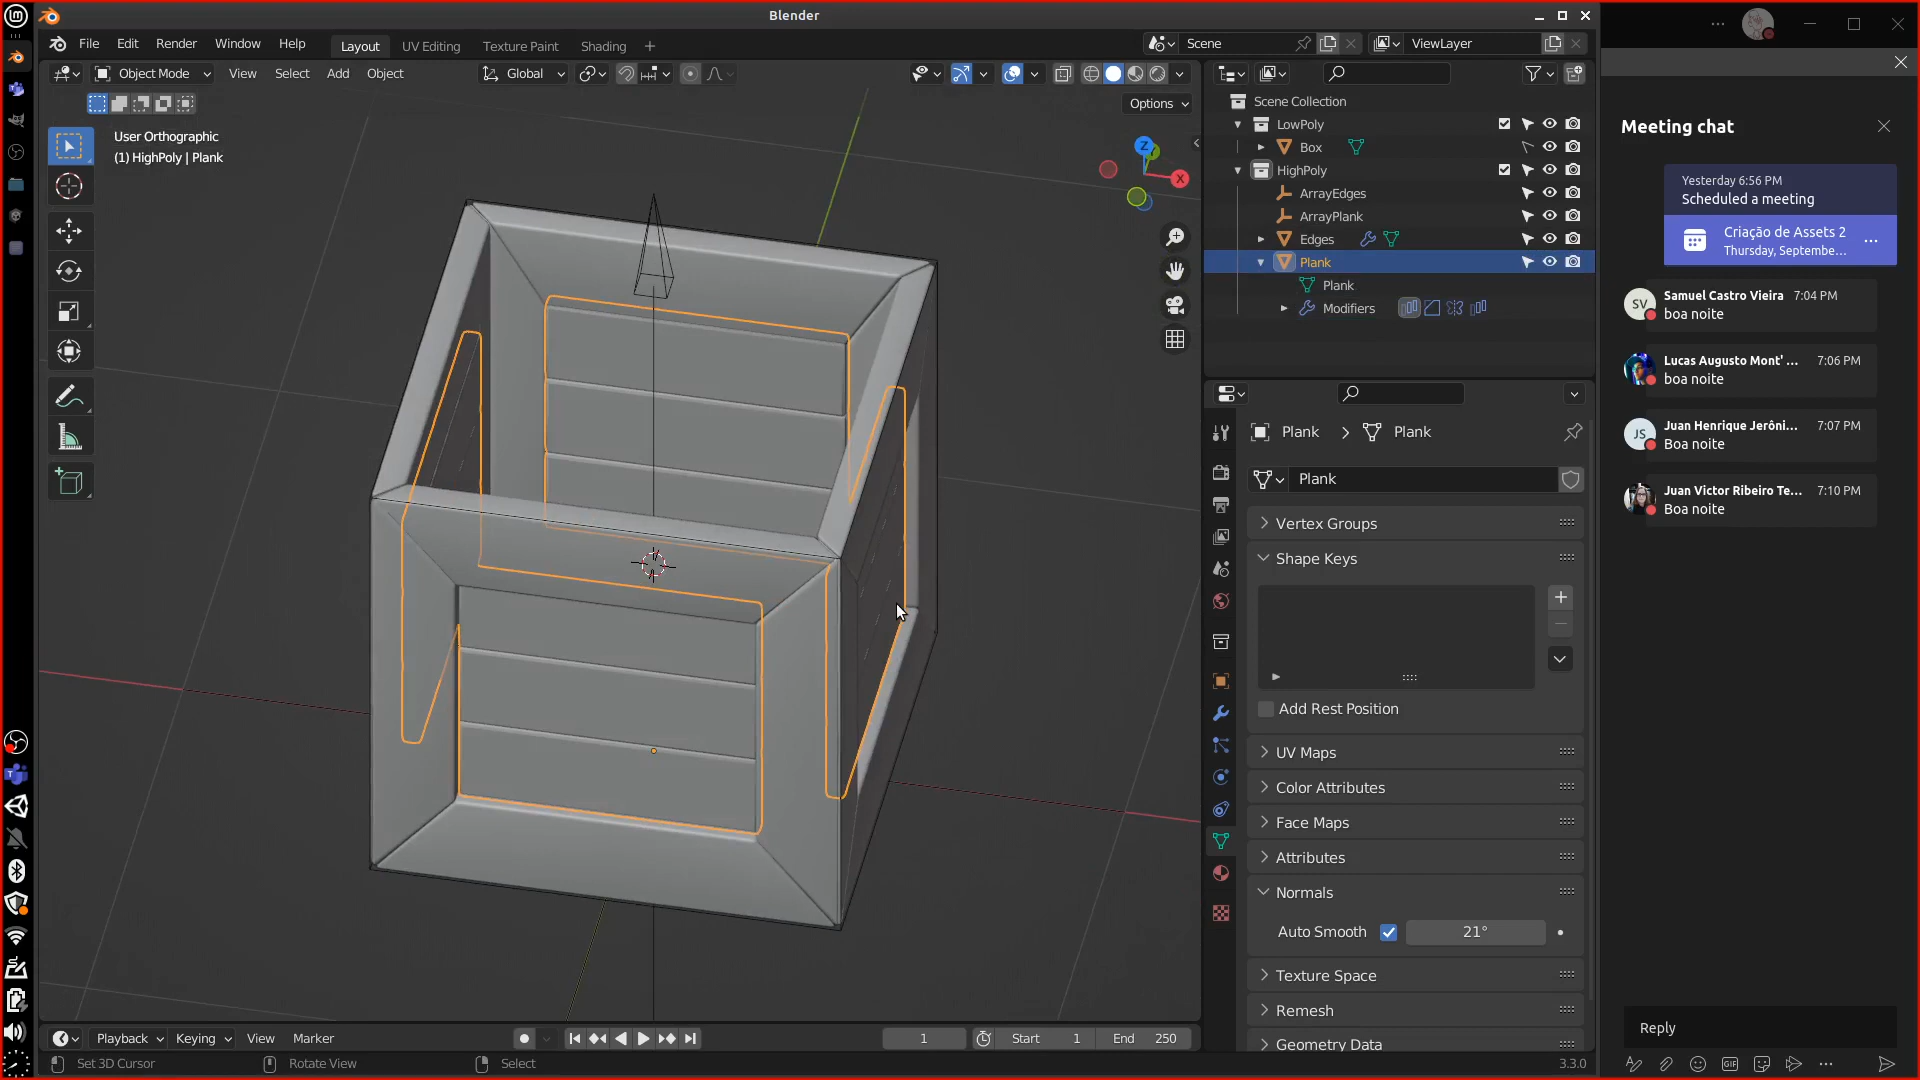 Blender
File Edit Render Window Help
Layout UV Editing Texture Paint Shading
Scene
ViewLayer
Object Mode View Select Add Object
Global
Options
User Orthographic
(1) HighPoly | Plank
Z
X
Scene Collection
LowPoly
Box
HighPoly
ArrayEdges
ArrayPlank
Edges
Plank
Plank
Modifiers
Plank Plank
Plank
Vertex Groups
Shape Keys
Add Rest Position
UV Maps
Color Attributes
Face Maps
Attributes
Normals
Auto Smooth 21°
Texture Space
Remesh
Geometry Data
Playback Keying View Marker
1 Start 1 End 250
Set 3D Cursor Rotate View Select
3.3.0
Meeting chat
Yesterday 6:56 PM
Scheduled a meeting
Criação de Assets 2
Thursday, Septembe...
SV Samuel Castro Vieira 7:04 PM
boa noite
Lucas Augusto Mont' ... 7:06 PM
boa noite
JS Juan Henrique Jerôni... 7:07 PM
Boa noite
Juan Victor Ribeiro Te... 7:10 PM
Boa noite
Reply
GIF